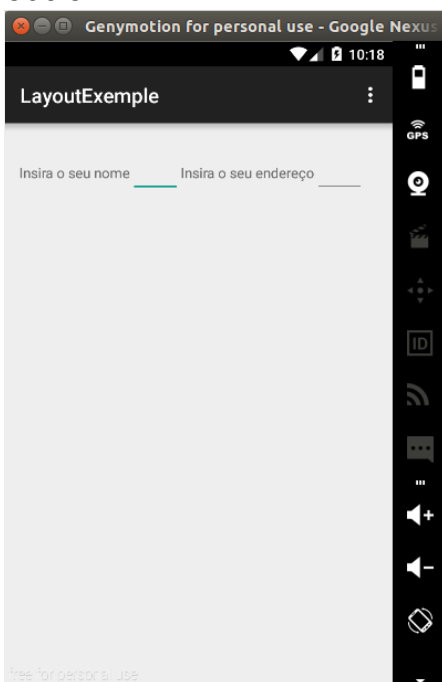 Genymotion for personal use - Google Nexus
10:18
LayoutExemple
GPS
Insira o seu nome Insira o seu endereço
ID
free for personal use